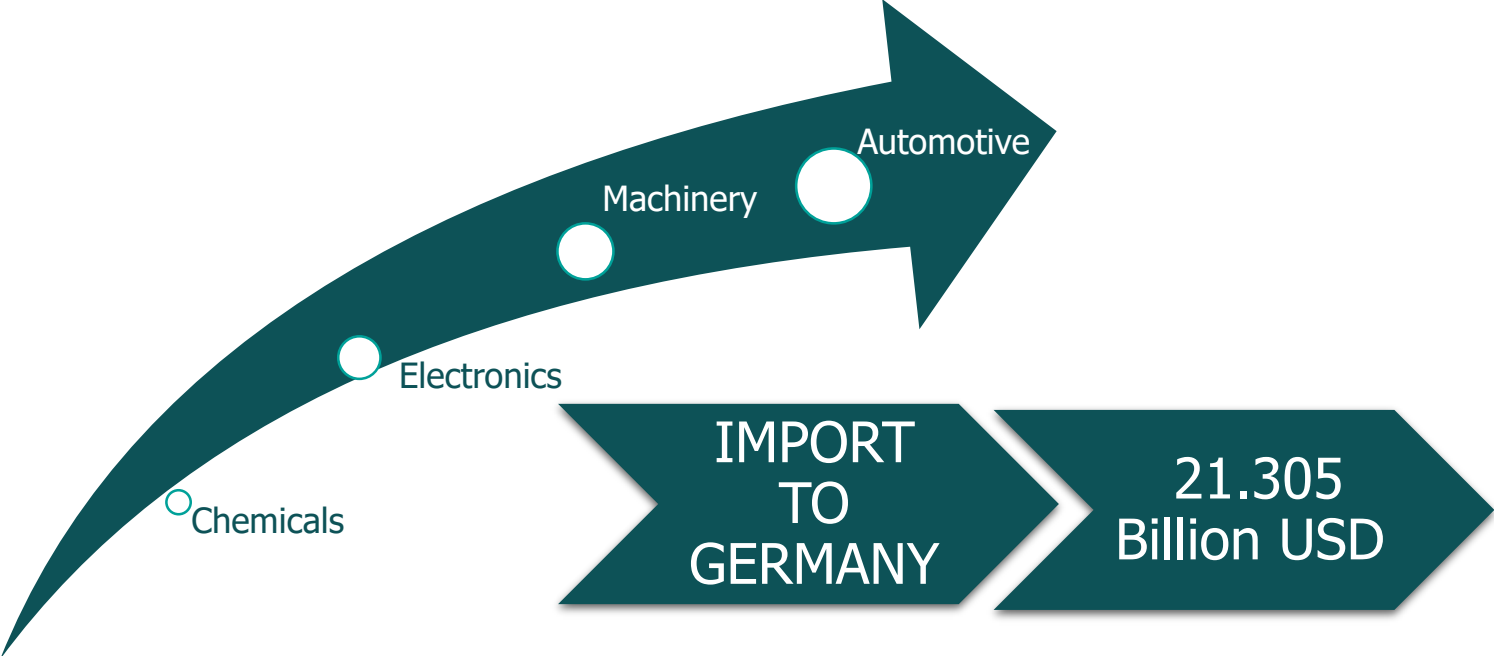 Automotive
Machinery
Electronics
Chemicals
IMPORT
TO
GERMANY
21.305
Billion USD